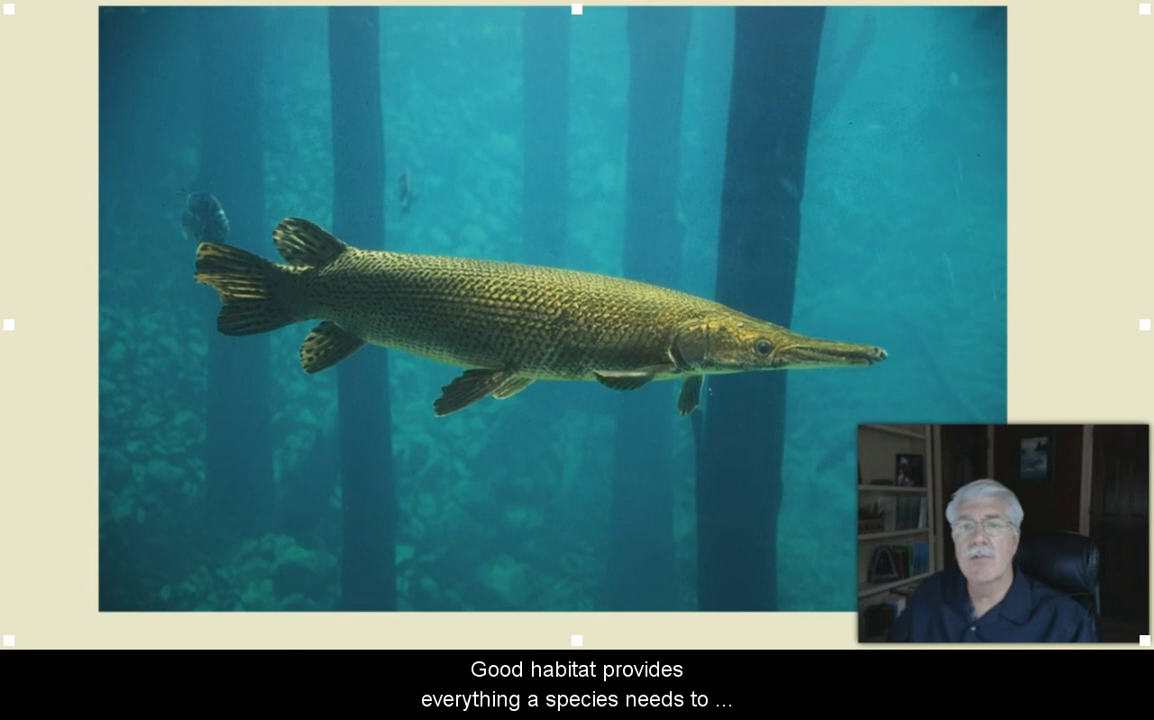 Good habitat provides
everything a species needs to ...